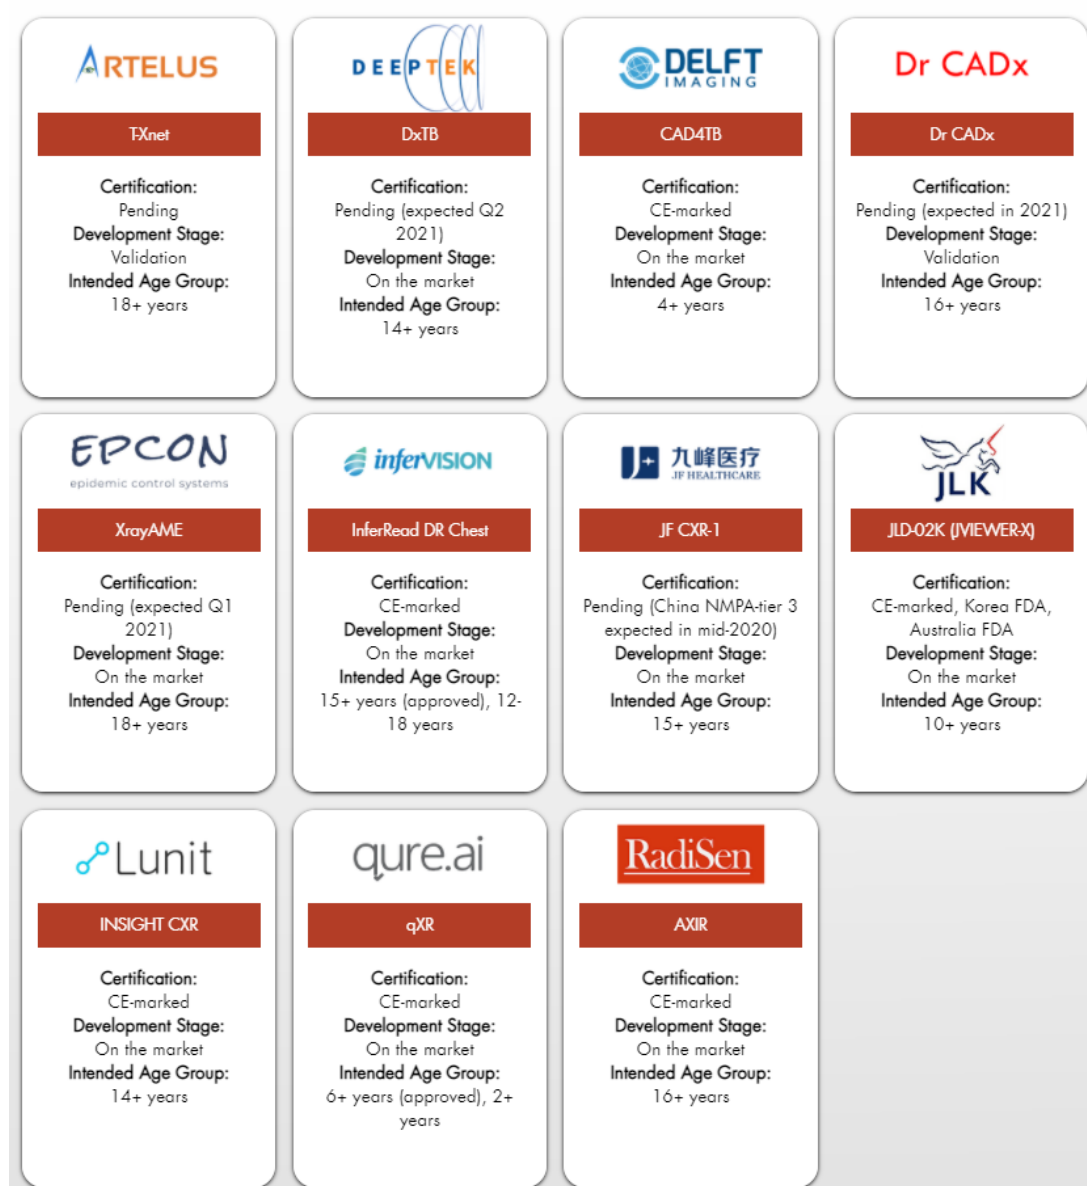 ARTELUS
T-Xnet
Certification:
Pending
Development Stage:
Validation
Intended Age Group:
18+ years
DEEPTEK
DxTB
Certification:
Pending (expected Q2
2021)
Development Stage:
On the market
Intended Age Group:
14+ years
DELFT
IMAGING
CAD4TB
Certification:
CE-marked
Development Stage:
On the market
Intended Age Group:
4+ years
Dr CADx
Dr CADx
Certification:
Pending (expected in 2021)
Development Stage:
Validation
Intended Age Group:
16+ years
EPCON
epidemic control systems
XrayAME
Certification:
Pending (expected Q1
2021)
Development Stage:
On the market
Intended Age Group:
18+ years
inferVISION
InferRead DR Chest
Certification:
CE-marked
Development Stage:
On the market
Intended Age Group:
15+ years (approved), 12-
18 years
九峰医疗
JF HEALTHCARE
JF CXR-1
Certification:
Pending (China NMPA-tier 3
expected in mid-2020)
Development Stage:
On the market
Intended Age Group:
15+ years
JLK
JLD-02K (JVIEWER-X)
Certification:
CE-marked, Korea FDA,
Australia FDA
Development Stage:
On the market
Intended Age Group:
10+ years
Lunit
INSIGHT CXR
Certification:
CE-marked
Development Stage:
On the market
Intended Age Group:
14+ years
qure.ai
qXR
Certification:
CE-marked
Development Stage:
On the market
Intended Age Group:
6+ years (approved), 2+
years
RadiSen
AXIR
Certification:
CE-marked
Development Stage:
On the market
Intended Age Group:
16+ years